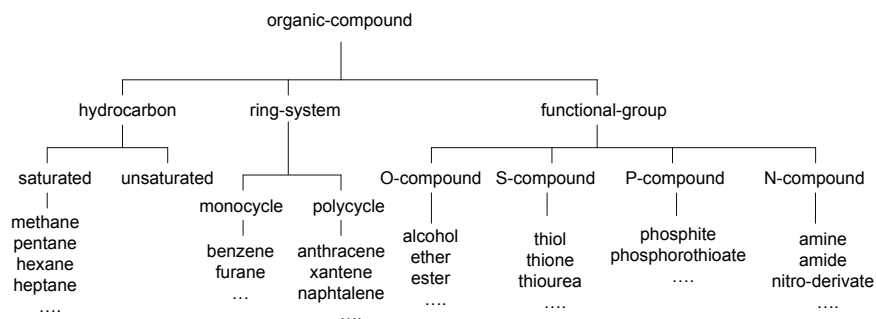 organic-compound
hydrocarbon ring-system functional-group
saturated unsaturated O-compound S-compound P-compound N-compound
monocycle polycycle
methane
pentane
hexane
heptane
....
benzene
furane
...
anthracene
xantene
naphtalene
....
alcohol
ether
ester
....
thiol
thione
thiourea
....
phosphite
phosphorothioate
....
amine
amide
nitro-derivate
....